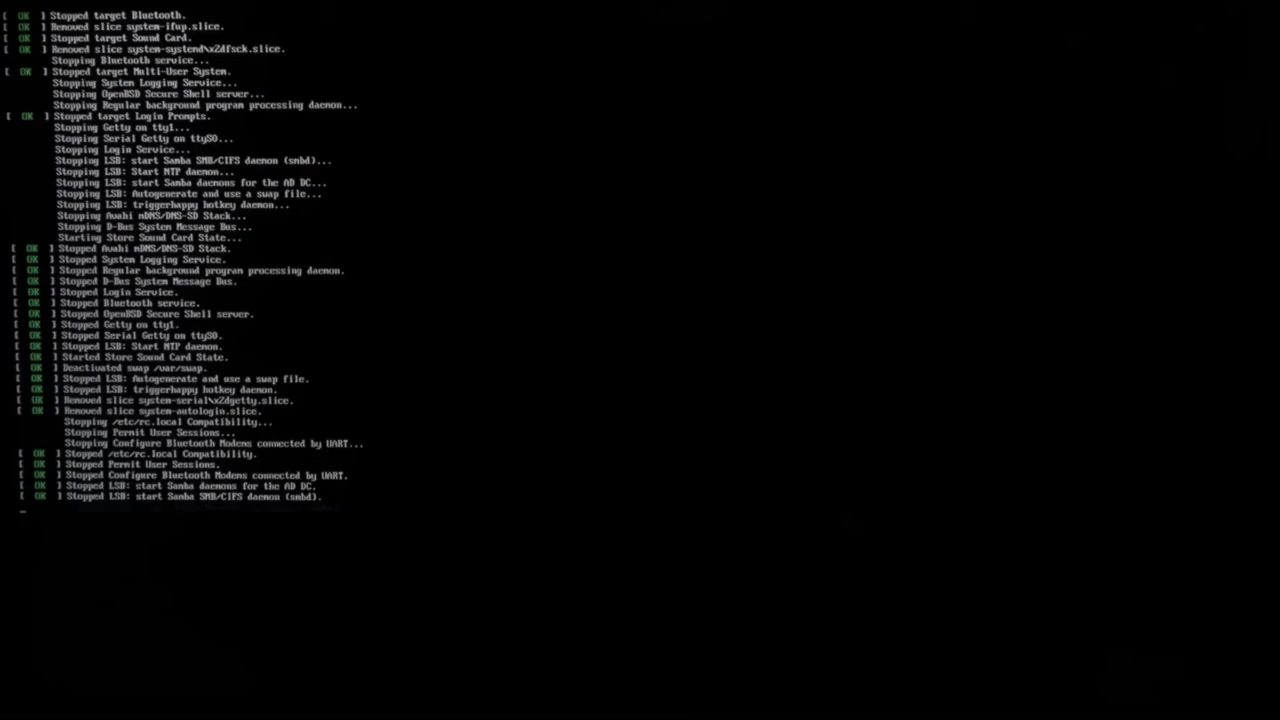 [ OK ] Stopped target Bluetooth.
[ OK ] Removed slice system-ifup.slice.
[ OK ] Stopped target Sound Card.
[ OK ] Removed slice system-systemd\x2dfsck.slice.
Stopping Bluetooth service...
[ OK ] Stopped target Multi-User System.
Stopping System Logging Service...
Stopping OpenBSD Secure Shell server...
Stopping Regular background program processing daemon...
[ OK ] Stopped target Login Prompts.
Stopping Getty on tty1...
Stopping Serial Getty on ttyS0...
Stopping Login Service...
Stopping LSB: start Samba SMB/CIFS daemon (smbd)...
Stopping LSB: Start NTP daemon...
Stopping LSB: start Samba daemons for the AD DC...
Stopping LSB: Autogenerate and use a swap file...
Stopping LSB: triggerhappy hotkey daemon...
Stopping Avahi mDNS/DNS-SD Stack...
Stopping D-Bus System Message Bus...
Starting Store Sound Card State...
[ OK ] Stopped Avahi mDNS/DNS-SD Stack.
[ OK ] Stopped System Logging Service.
[ OK ] Stopped Regular background program processing daemon.
[ OK ] Stopped D-Bus System Message Bus.
[ OK ] Stopped Login Service.
[ OK ] Stopped Bluetooth service.
[ OK ] Stopped OpenBSD Secure Shell server.
[ OK ] Stopped Getty on tty1.
[ OK ] Stopped Serial Getty on ttyS0.
[ OK ] Stopped LSB: Start NTP daemon.
[ OK ] Started Store Sound Card State.
[ OK ] Deactivated swap /var/swap.
[ OK ] Stopped LSB: Autogenerate and use a swap file.
[ OK ] Stopped LSB: triggerhappy hotkey daemon.
[ OK ] Removed slice system-serial\x2dgetty.slice.
[ OK ] Removed slice system-autologin.slice.
Stopping /etc/rc.local Compatibility...
Stopping Permit User Sessions...
Stopping Configure Bluetooth Modems connected by UART...
[ OK ] Stopped /etc/rc.local Compatibility.
[ OK ] Stopped Permit User Sessions.
[ OK ] Stopped Configure Bluetooth Modems connected by UART.
[ OK ] Stopped LSB: start Samba daemons for the AD DC.
[ OK ] Stopped LSB: start Samba SMB/CIFS daemon (smbd).